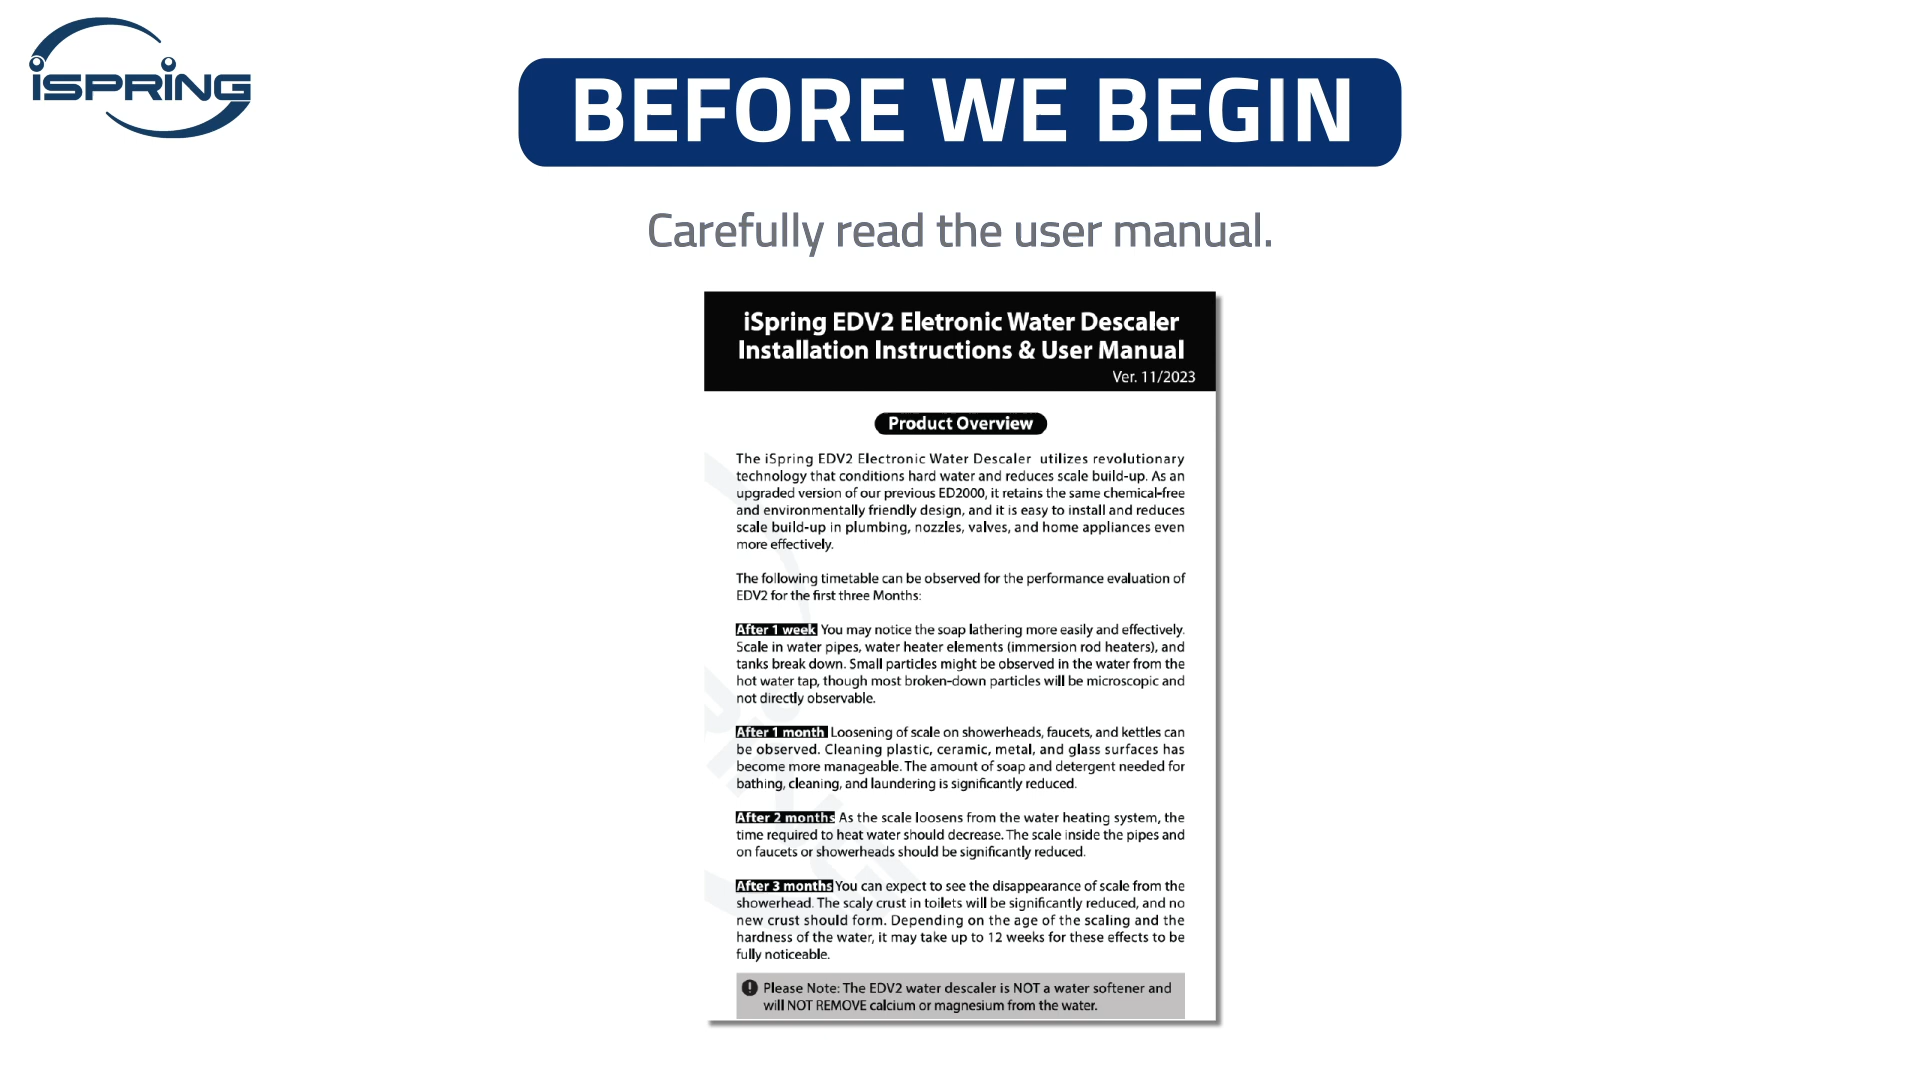 iSPRING
BEFORE WE BEGIN
Carefully read the user manual.
iSpring EDV2 Eletronic Water Descaler
Installation Instructions & User Manual
Ver. 11/2023
Product Overview
The iSpring EDV2 Electronic Water Descaler utilizes revolutionary
technology that conditions hard water and reduces scale build-up. As an
upgraded version of our previous ED2000, it retains the same chemical-free
and environmentally friendly design, and it is easy to install and reduces
scale build-up in plumbing, nozzles, valves, and home appliances even
more effectively.
The following timetable can be observed for the performance evaluation of
EDV2 for the first three Months:
After 1 week You may notice the soap lathering more easily and effectively.
Scale in water pipes, water heater elements (immersion rod heaters), and
tanks break down. Small particles might be observed in the water from the
hot water tap, though most broken-down particles will be microscopic and
not directly observable.
After 1 month Loosening of scale on showerheads, faucets, and kettles can
be observed. Cleaning plastic, ceramic, metal, and glass surfaces has
become more manageable. The amount of soap and detergent needed for
bathing, cleaning, and laundering is significantly reduced.
After 2 months As the scale loosens from the water heating system, the
time required to heat water should decrease. The scale inside the pipes and
on faucets or showerheads should be significantly reduced.
After 3 months You can expect to see the disappearance of scale from the
showerhead. The scaly crust in toilets will be significantly reduced, and no
new crust should form. Depending on the age of the scaling and the
hardness of the water, it may take up to 12 weeks for these effects to be
fully noticeable.
Please Note: The EDV2 water descaler is NOT a water softener and
will NOT REMOVE calcium or magnesium from the water.